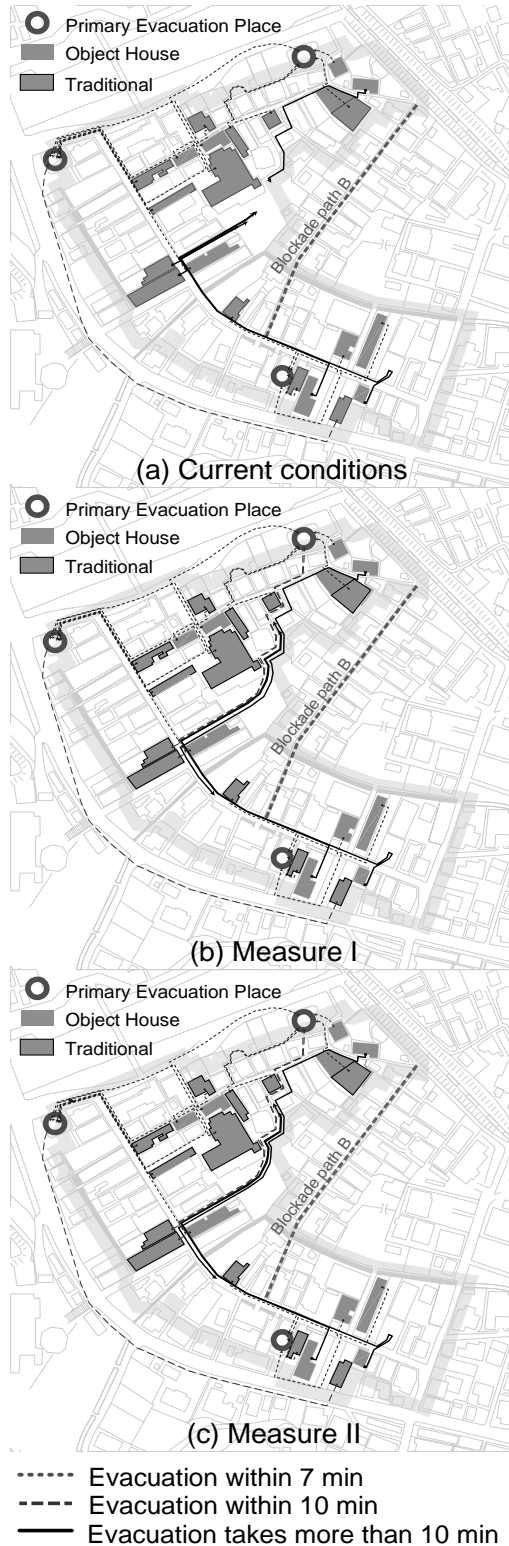 Primary Evacuation Place
Object House
Traditional
Blockade path B
(a) Current conditions
Primary Evacuation Place
Object House
Traditional
Blockade path B
(b) Measure I
Primary Evacuation Place
Object House
Traditional
Blockade path B
(c) Measure II
Evacuation within 7 min
Evacuation within 10 min
Evacuation takes more than 10 min